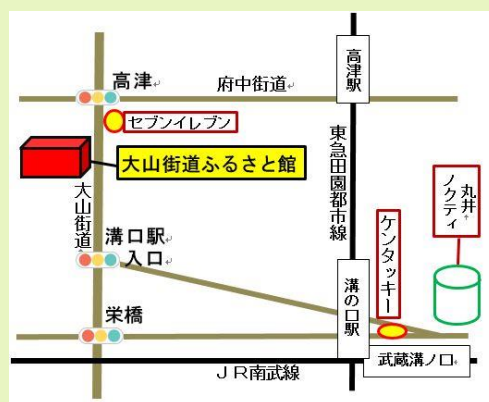 高津
府中街道
高津駅
セブンイレブン
大山街道ふるさと館
大山街道
東急田園都市線
丸井
ノクティ
ケンタッキー
溝口駅
入口
溝の口駅
栄橋
武蔵溝ノ口
JR南武線